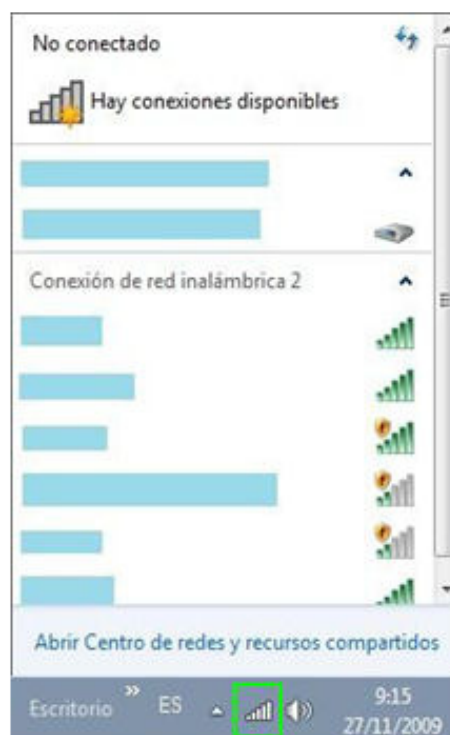 No conectado
Hay conexiones disponibles
Conexión de red inalámbrica 2
Abrir Centro de redes y recursos compartidos
Escritorio » ES 9:15
27/11/2009